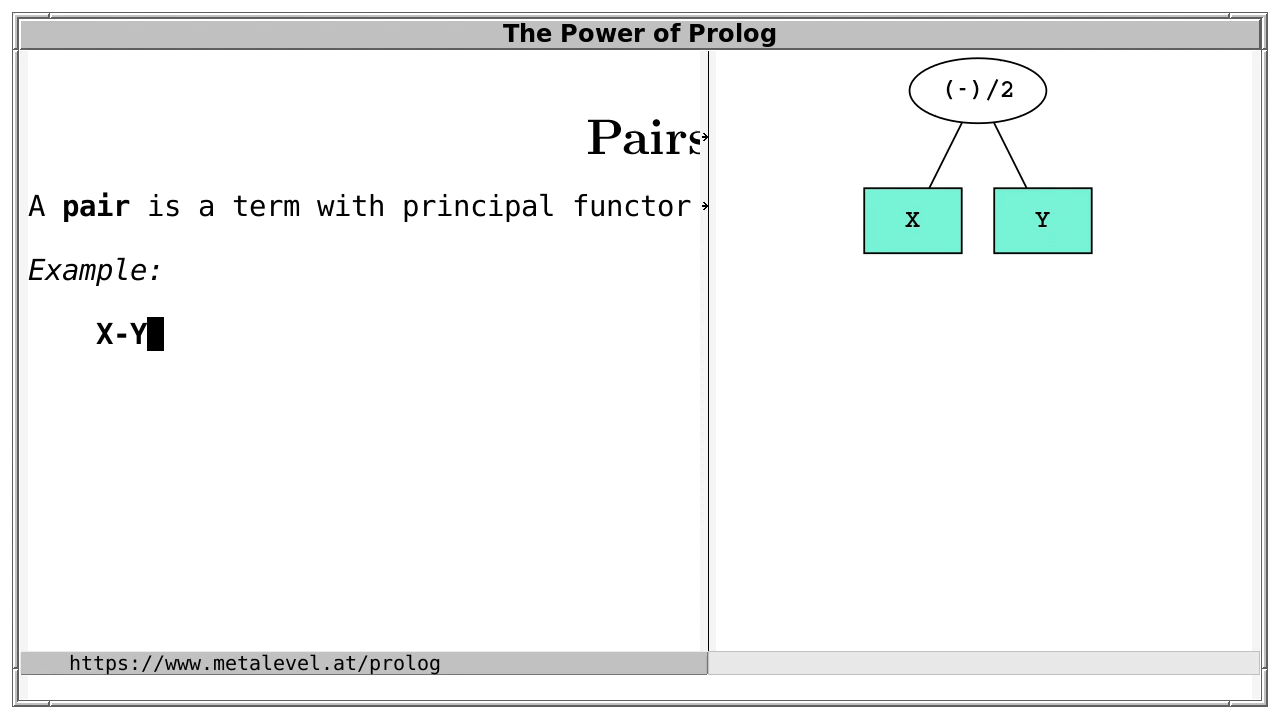 The Power of Prolog
Pairs
A pair is a term with principal functor
Example:
X-Y
https://www.metalevel.at/prolog
(-)/2
X Y